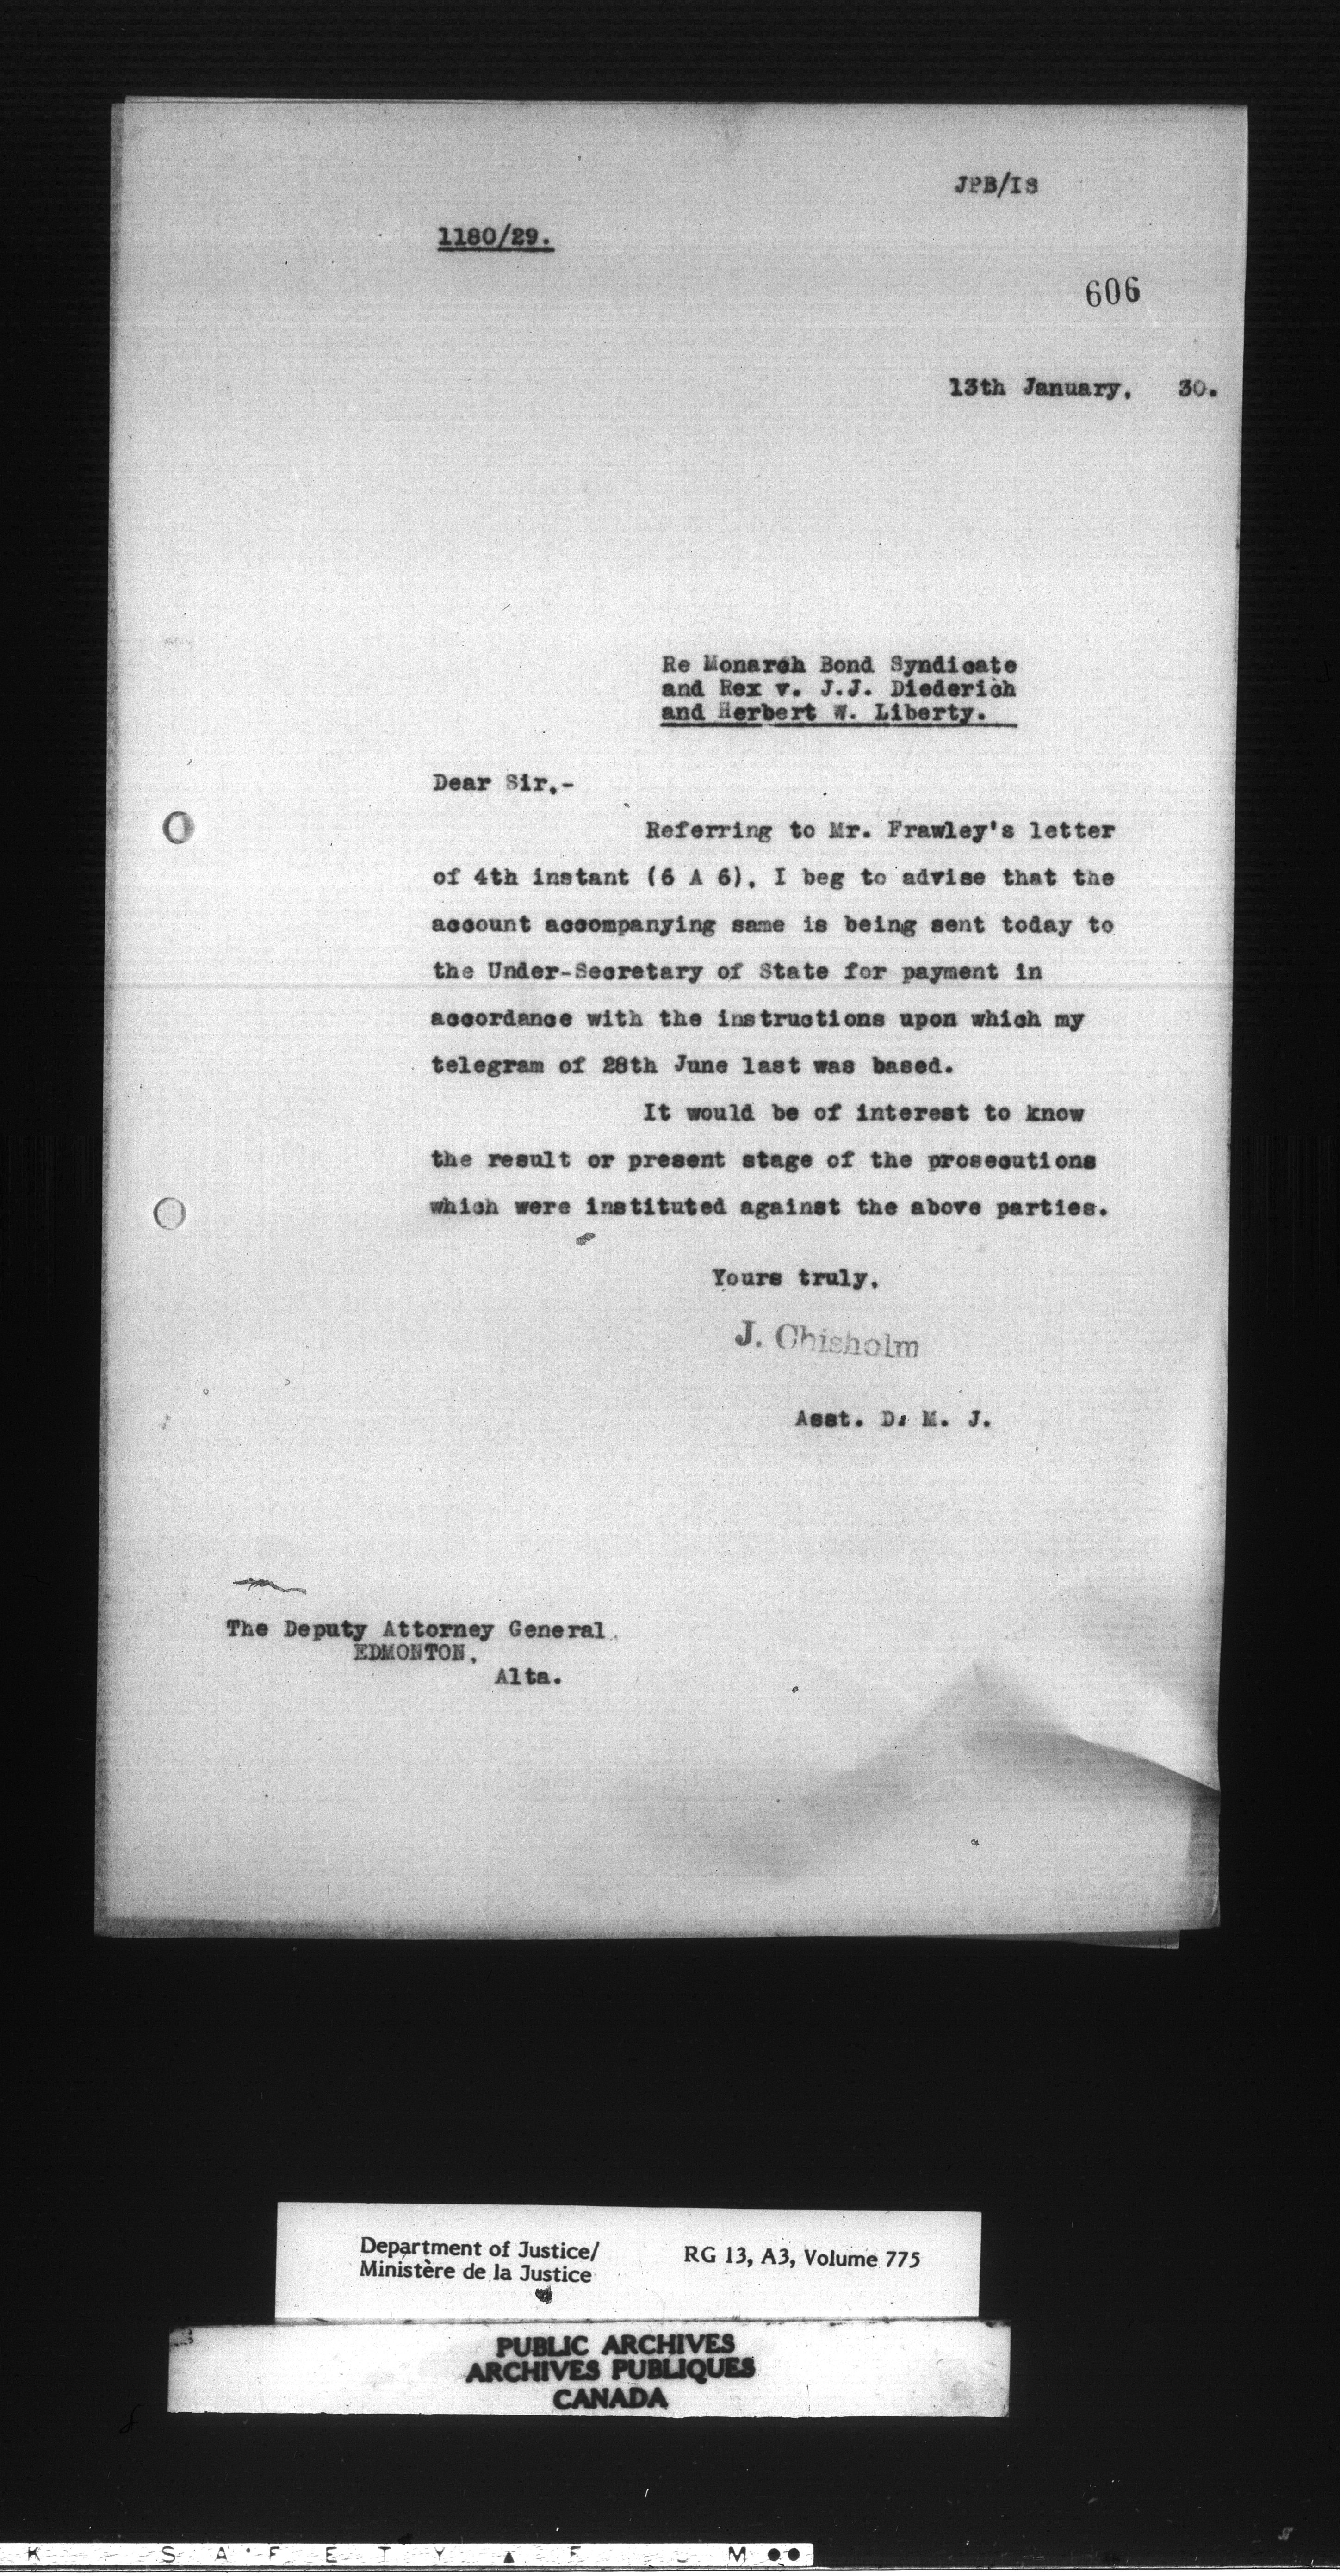 JPB/IS
1180/29.
606
13th January, 30.
Re Monarch Bond Syndicate
and Rex v. J.J. Diederich
and Herbert W. Liberty.
Dear Sir,-
Referring to Mr. Frawley's letter
of 4th instant (6 A 6), I beg to advise that the
account accompanying same is being sent today to
the Under-Secretary of State for payment in
accordance with the instructions upon which my
telegram of 28th June last was based.
It would be of interest to know
the result or present stage of the prosecutions
which were instituted against the above parties.
Yours truly,
J. Chisholm
Asst. D. M. J.
The Deputy Attorney General
EDMONTON,
Alta.
Department of Justice/
Ministère de la Justice
RG 13, A3, Volume 775
PUBLIC ARCHIVES
ARCHIVES PUBLIQUES
CANADA
K SAFETY ▲ F M ●●